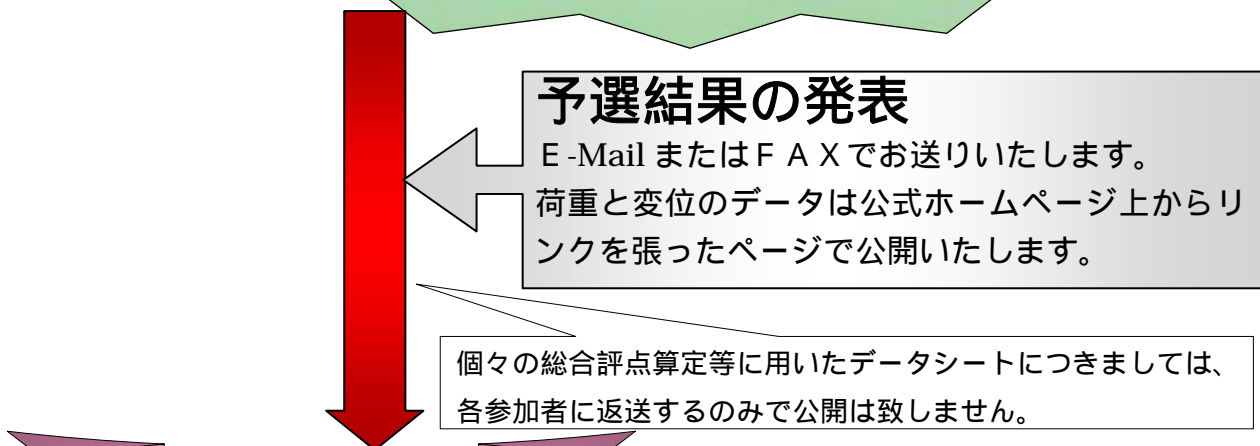 予選結果の発表
Ｅ-Mail またはＦＡＸでお送りいたします。
荷重と変位のデータは公式ホームページ上からリ
ンクを張ったページで公開いたします。
個々の総合評点算定等に用いたデータシートにつきましては、
各参加者に返送するのみで公開は致しません。